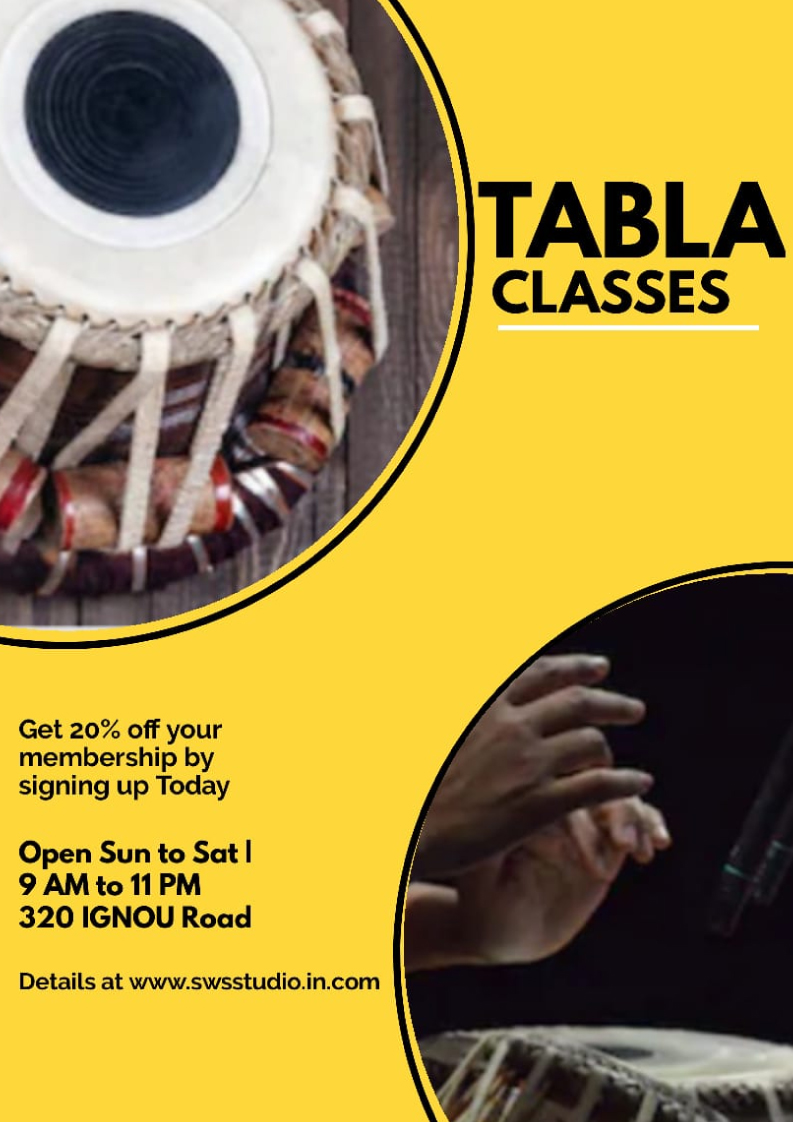 TABLA
CLASSES
Get 20% off your
membership by
signing up Today
Open Sun to Sat |
9 AM to 11 PM
320 IGNOU Road
Details at www.swsstudio.in.com